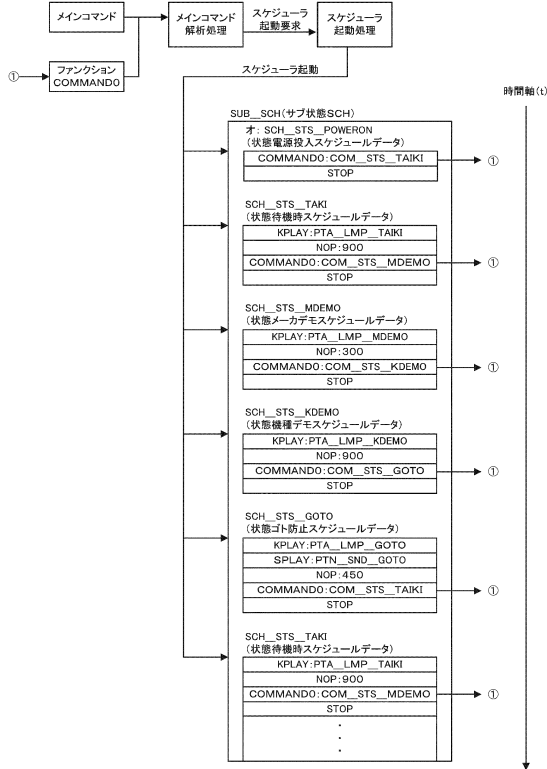 メインコマンド
メインコマンド
解析処理
スケジューラ
起動要求
スケジューラ
起動処理
①
ファンクション
COMMAND0
スケジューラ起動
時間軸(t)
SUB＿SCH(サブ状態SCH)
オ：SCH＿STS＿POWERON
(状態電源投入スケジュールデータ)
COMMAND0：COM＿STS＿TAIKI
①
STOP
SCH＿STS＿TAKI
(状態待機時スケジュールデータ)
KPLAY：PTA＿LMP＿TAIKI
NOP：900
COMMAND0：COM＿STS＿MDEMO
①
STOP
SCH＿STS＿MDEMO
(状態メーカデモスケジュールデータ)
KPLAY：PTA＿LMP＿MDEMO
NOP：300
COMMAND0：COM＿STS＿KDEMO
①
STOP
SCH＿STS＿KDEMO
(状態機種デモスケジュールデータ)
KPLAY：PTA＿LMP＿KDEMO
NOP：900
COMMAND0：COM＿STS＿GOTO
①
STOP
SCH＿STS＿GOTO
(状態ゴト防止スケジュールデータ)
KPLAY：PTA＿LMP＿GOTO
SPLAY：PTN＿SND＿GOTO
NOP：450
COMMAND0：COM＿STS＿TAIKI
①
STOP
SCH＿STS＿TAKI
(状態待機時スケジュールデータ)
KPLAY：PTA＿LMP＿TAIKI
NOP：900
COMMAND0：COM＿STS＿MDEMO
①
STOP
・
・
・